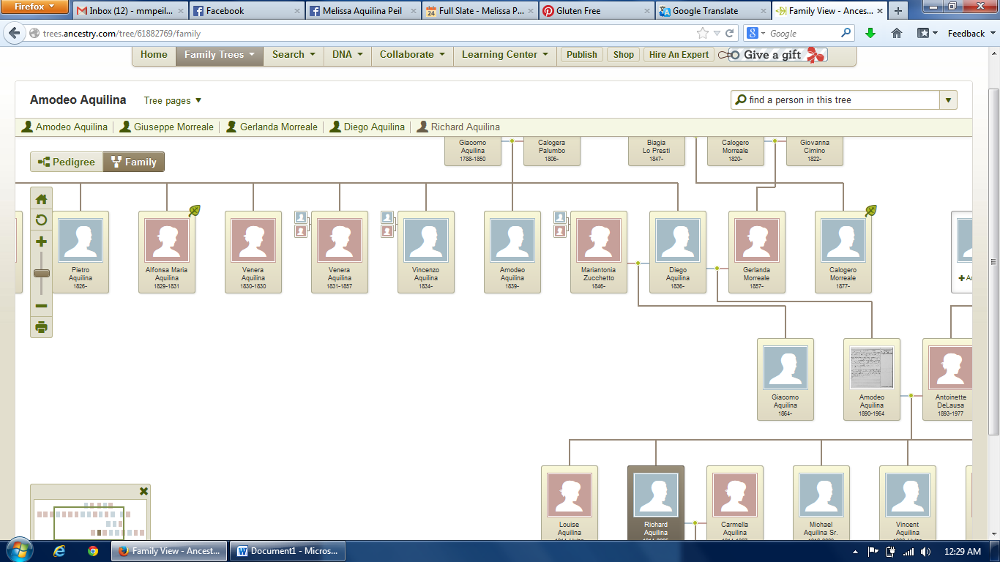 Firefox
Inbox (12) - mmpeil...
Facebook
Melissa Aquilina Peil
Full Slate - Melissa P...
Gluten Free
Google Translate
Family View - Ances...
trees.ancestry.com/tree/61882769/family
Google
Feedback
Home
Family Trees
Search
DNA
Collaborate
Learning Center
Publish
Shop
Hire An Expert
Give a gift
Amodeo Aquilina
Tree pages
find a person in this tree
Amodeo Aquilina
Giuseppe Morreale
Gerlanda Morreale
Diego Aquilina
Richard Aquilina
Pedigree
Family
Giacomo
Aquilina
1788-1850
Calogera
Palumbo
1806-
Biagia
Lo Presti
1847-
Calogero
Morreale
1820-
Giovanna
Cimino
1822-
Pietro
Aquilina
1826-
Alfonsa Maria
Aquilina
1829-1831
Venera
Aquilina
1830-1830
Venera
Aquilina
1831-1857
Vincenzo
Aquilina
1834-
Amodeo
Aquilina
1839-
Mariantonia
Zucchetto
1846-
Diego
Aquilina
1836-
Gerlanda
Morreale
1857-
Calogero
Morreale
1877-
Giacomo
Aquilina
1864-
Amodeo
Aquilina
1890-1964
Antoinette
DeLausa
1893-1977
Louise
Aquilina
Richard
Aquilina
Carmella
Aquilina
Michael
Aquilina Sr.
Vincent
Aquilina
Family View - Ancest...
Document1 - Micros...
12:29 AM